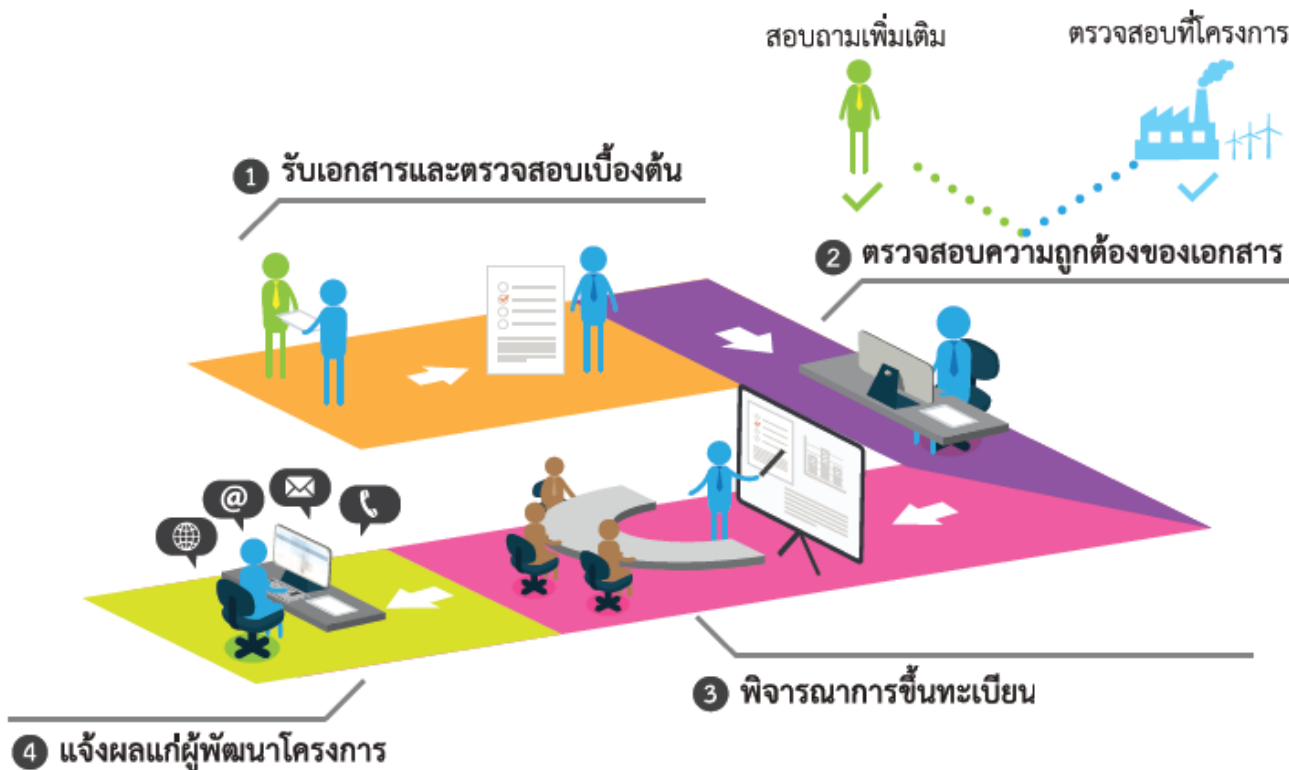 สอบถามเพิ่มเติม
ตรวจสอบที่โครงการ
1 รับเอกสารและตรวจสอบเบื้องต้น
2 ตรวจสอบความถูกต้องของเอกสาร
@
3 พิจารณาการขึ้นทะเบียน
4 แจ้งผลแก่ผู้พัฒนาโครงการ